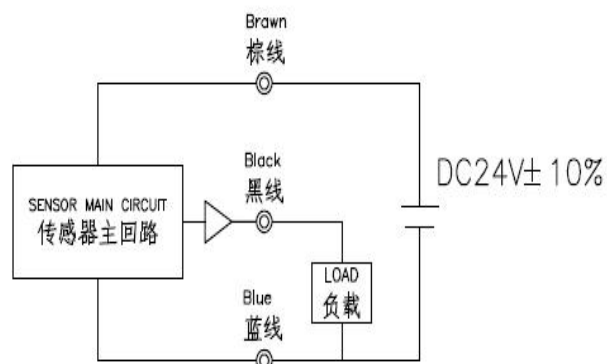 Brawn
棕线
Black
黑线
DC24V± 10%
SENSOR MAIN CIRCUIT
传感器主回路
LOAD
负载
Blue
蓝线